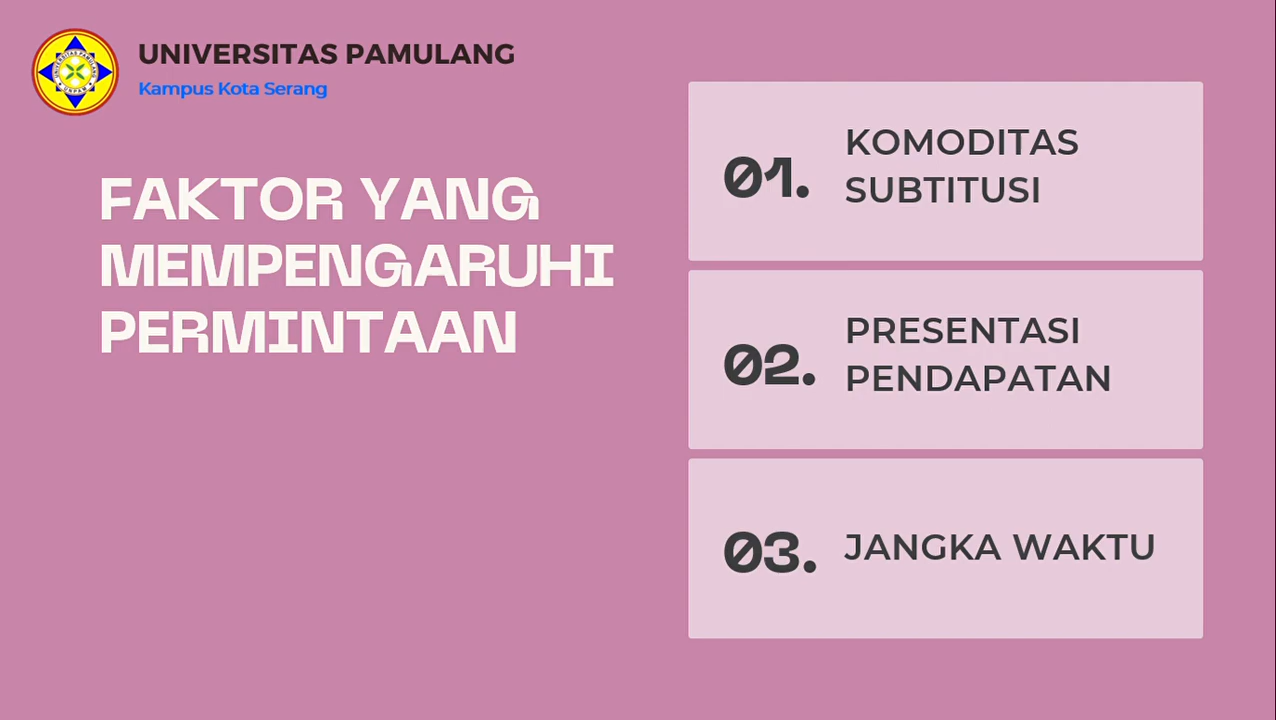 UNIVERSITAS PAMULANG
Kampus Kota Serang
FAKTOR YANG
MEMPENGARUHI
PERMINTAAN
01.
KOMODITAS
SUBTITUSI
02.
PRESENTASI
PENDAPATAN
03.
JANGKA WAKTU